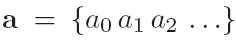 a = {a₀ a₁ a₂ …}